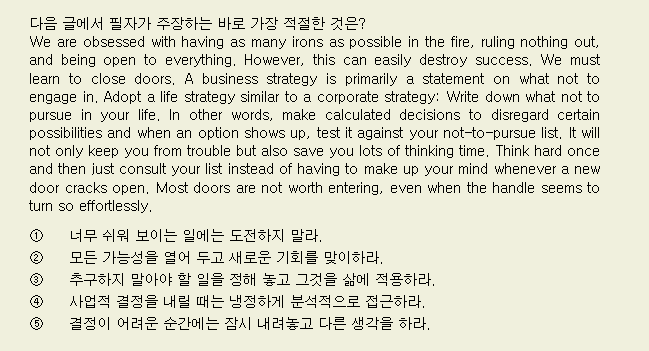 다음 글에서 필자가 주장하는 바로 가장 적절한 것은?
We are obsessed with having as many irons as possible in the fire, ruling nothing out,
and being open to everything. However, this can easily destroy success. We must
learn to close doors. A business strategy is primarily a statement on what not to
engage in. Adopt a life strategy similar to a corporate strategy: Write down what not to
pursue in your life. In other words, make calculated decisions to disregard certain
possibilities and when an option shows up, test it against your not-to-pursue list. It will
not only keep you from trouble but also save you lots of thinking time. Think hard once
and then just consult your list instead of having to make up your mind whenever a new
door cracks open. Most doors are not worth entering, even when the handle seems to
turn so effortlessly.
① 너무 쉬워 보이는 일에는 도전하지 말라.
② 모든 가능성을 열어 두고 새로운 기회를 맞이하라.
③ 추구하지 말아야 할 일을 정해 놓고 그것을 삶에 적용하라.
④ 사업적 결정을 내릴 때는 냉정하게 분석적으로 접근하라.
⑤ 결정이 어려운 순간에는 잠시 내려놓고 다른 생각을 하라.